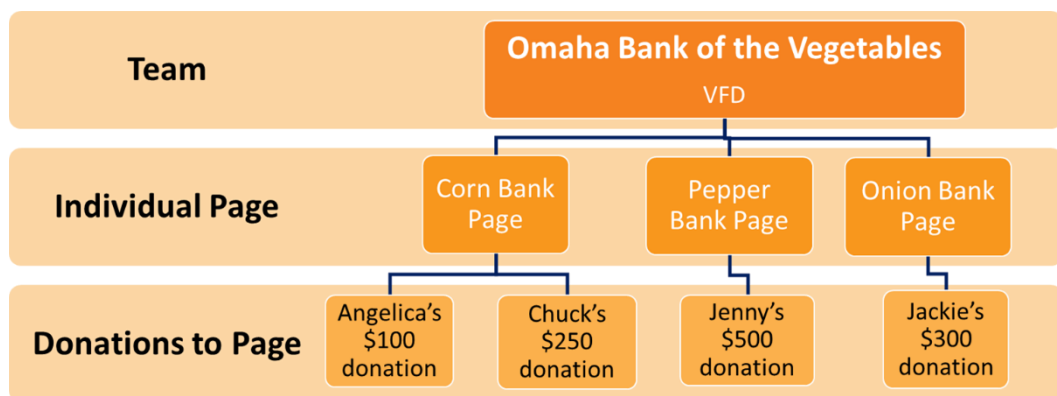 Team
Omaha Bank of the Vegetables
VFD
Individual Page
Corn Bank
Page
Pepper
Bank Page
Onion Bank
Page
Donations to Page
Angelica's
$100
donation
Chuck's
$250
donation
Jenny's
$500
donation
Jackie's
$300
donation